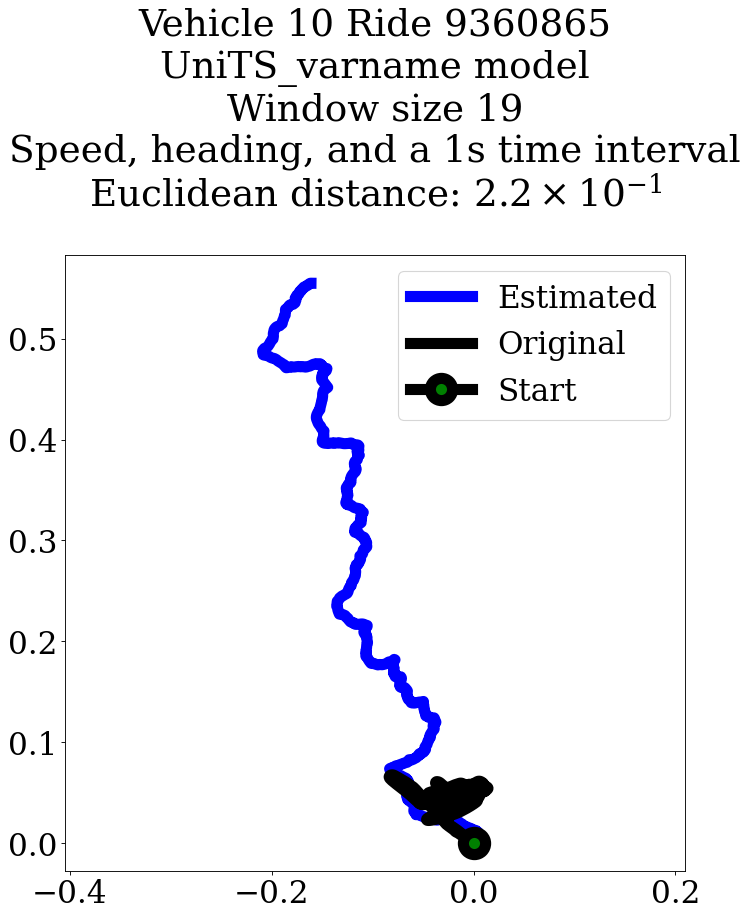 Vehicle 10 Ride 9360865
UniTS_varname model
Window size 19
Speed, heading, and a 1s time interval
Euclidean distance: 2.2 × 10⁻¹
Estimated
Original
Start
0.5
0.4
0.3
0.2
0.1
0.0
−0.4
−0.2
0.0
0.2